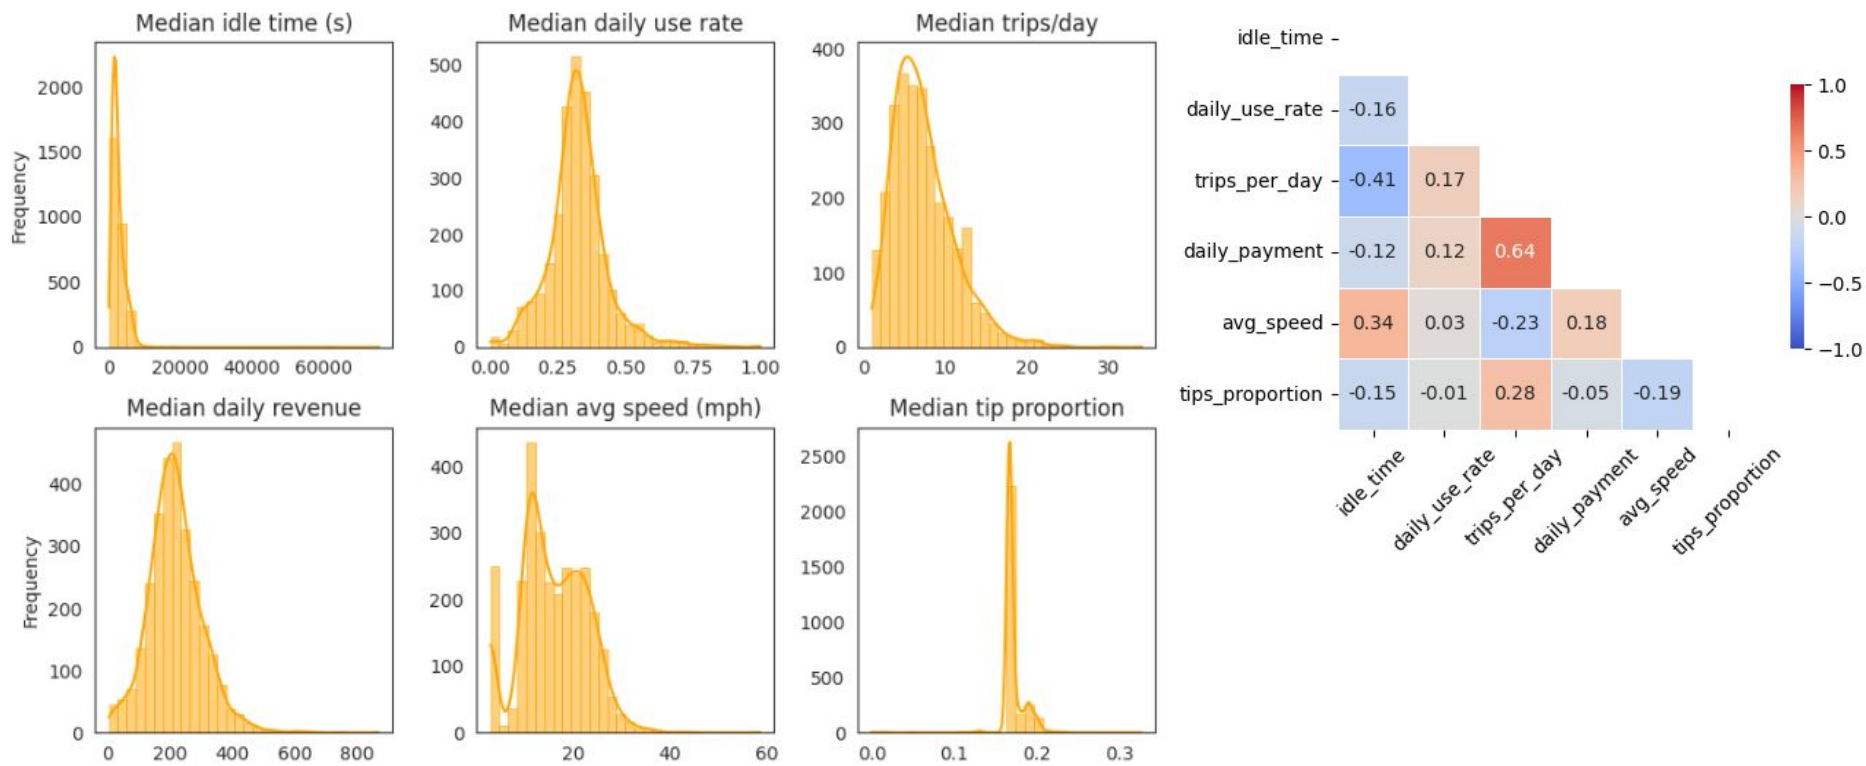 Median idle time (s)
Frequency
2000
1500
1000
500
0
0 20000 40000 60000
Median daily use rate
500
400
300
200
100
0
0.00 0.25 0.50 0.75 1.00
Median trips/day
400
300
200
100
0
0 10 20 30
Median daily revenue
Frequency
400
300
200
100
0
0 200 400 600 800
Median avg speed (mph)
400
300
200
100
0
20 40 60
Median tip proportion
2500
2000
1500
1000
500
0
0.0 0.1 0.2 0.3
idle_time
daily_use_rate -0.16
trips_per_day -0.41 0.17
daily_payment -0.12 0.12 0.64
avg_speed 0.34 0.03 -0.23 0.18
tips_proportion -0.15 -0.01 0.28 -0.05 -0.19
idle_time daily_use_rate trips_per_day daily_payment avg_speed tips_proportion
1.0
0.5
0.0
−0.5
−1.0